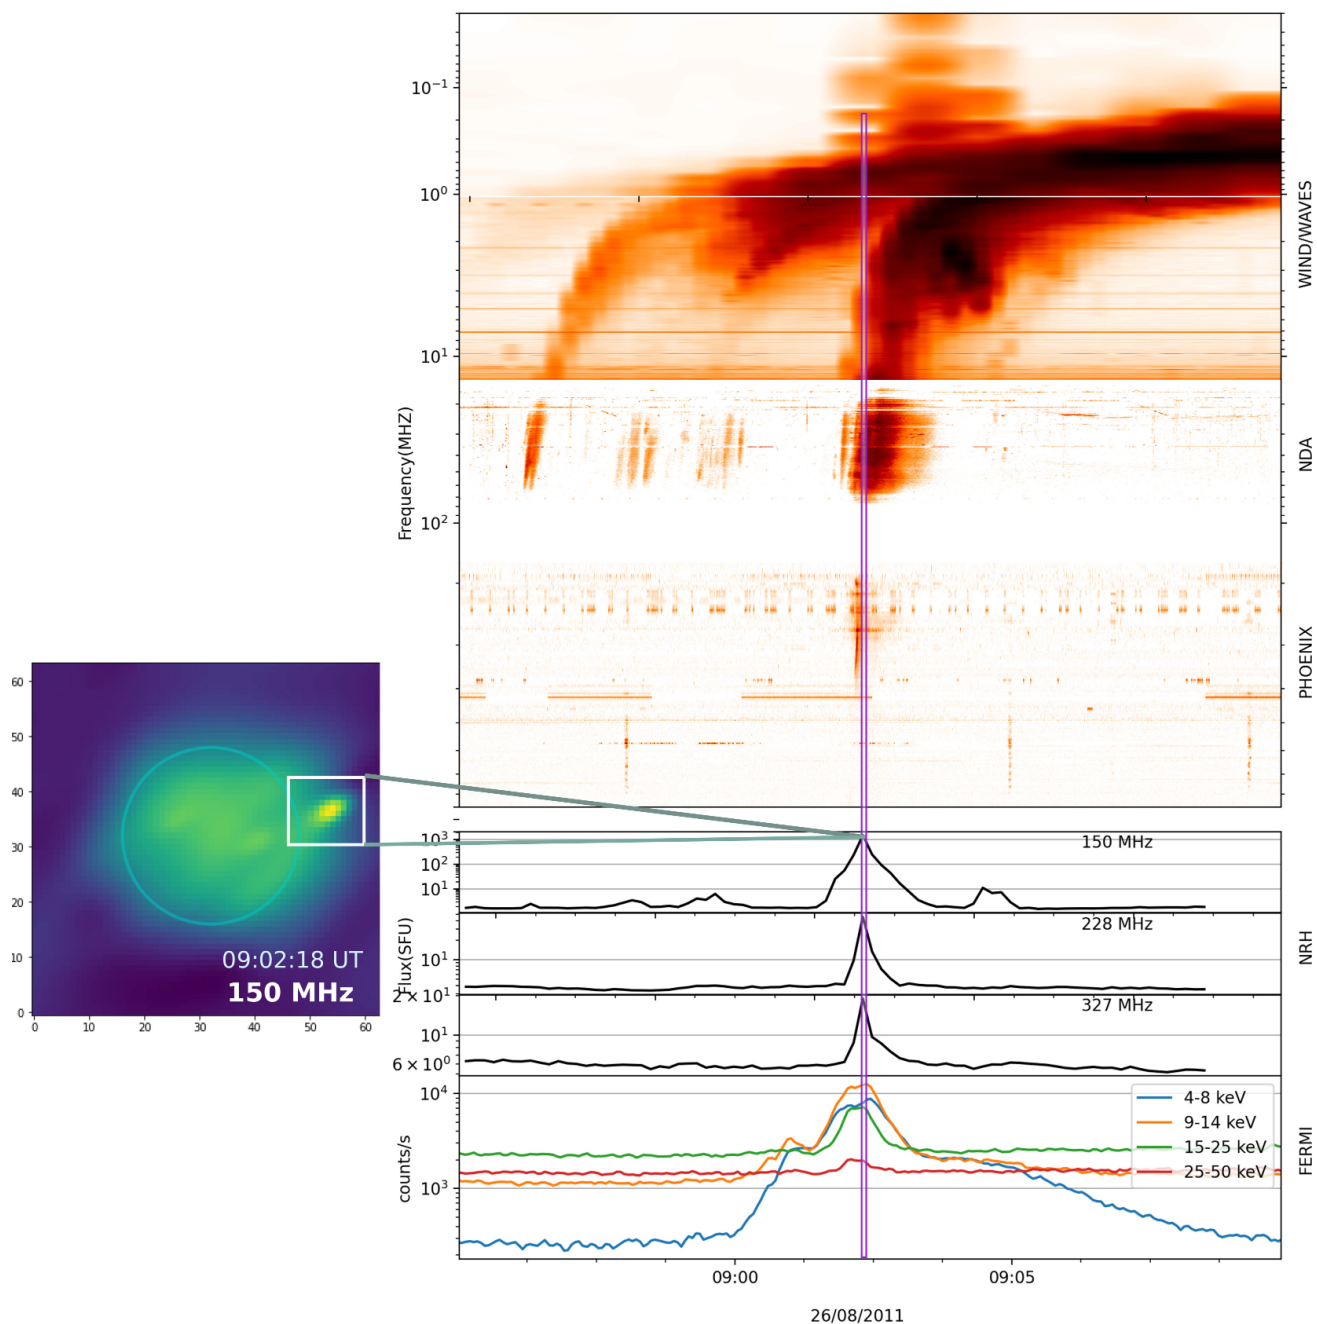 10⁻¹
10⁰
10¹
10²
Frequency(MHZ)
WIND/WAVES
NDA
PHOENIX
60
50
40
30
20
10
0
0 10 20 30 40 50 60
09:02:18 UT
150 MHz
10³
10²
10¹
150 MHz
Flux(SFU)
10¹
228 MHz
NRH
2 × 10¹
10¹
6 × 10⁰
327 MHz
10⁴
10³
counts/s
4-8 keV
9-14 keV
15-25 keV
25-50 keV
FERMI
09:00 09:05
26/08/2011